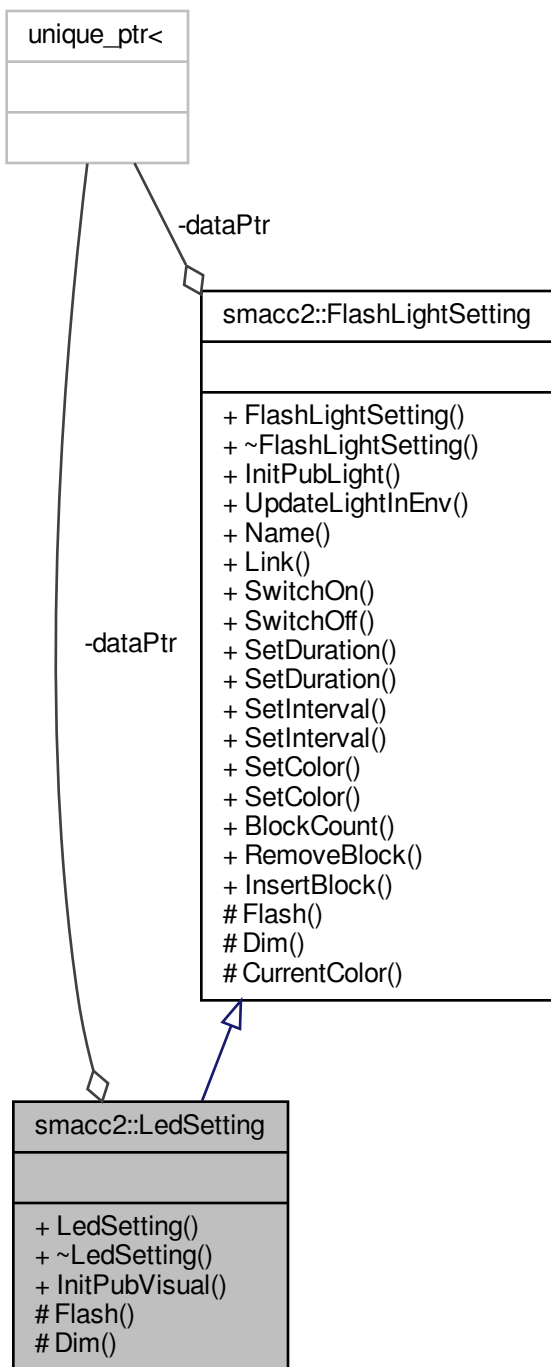 unique_ptr<
-dataPtr
smacc2::FlashLightSetting
+ FlashLightSetting()
+ ~FlashLightSetting()
+ InitPubLight()
+ UpdateLightInEnv()
+ Name()
+ Link()
+ SwitchOn()
+ SwitchOff()
+ SetDuration()
+ SetDuration()
+ SetInterval()
+ SetInterval()
+ SetColor()
+ SetColor()
+ BlockCount()
+ RemoveBlock()
+ InsertBlock()
# Flash()
# Dim()
# CurrentColor()
-dataPtr
smacc2::LedSetting
+ LedSetting()
+ ~LedSetting()
+ InitPubVisual()
# Flash()
# Dim()